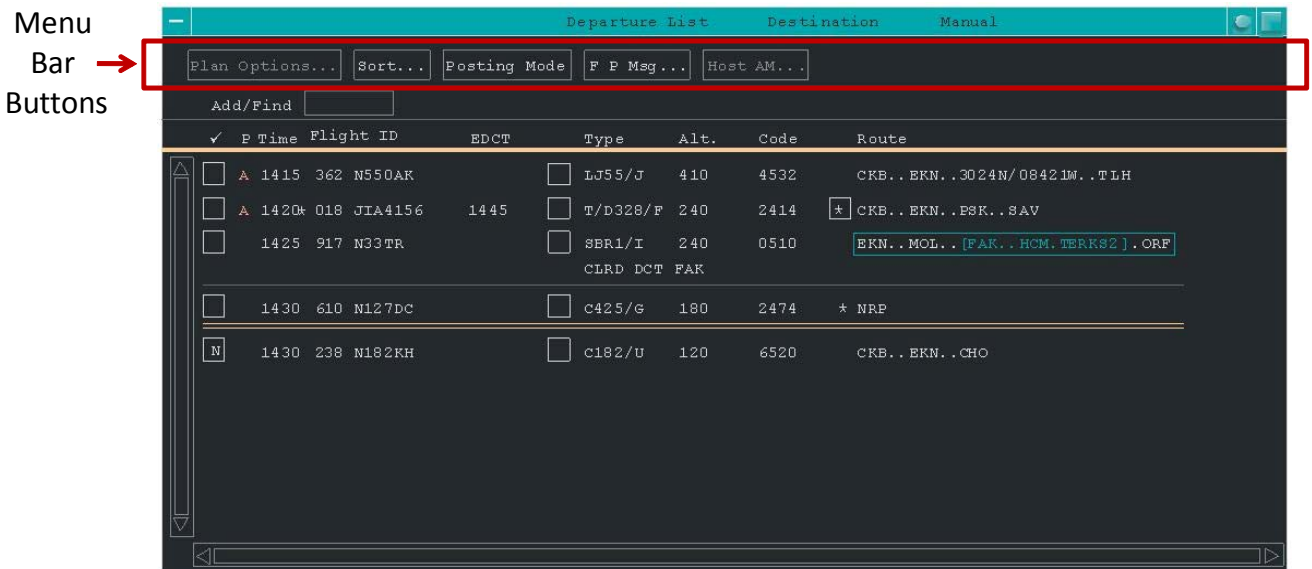 Menu
Bar
Buttons
Departure List Destination Manual
Plan Options... Sort... Posting Mode F P Msg... Host AM...
Add/Find
✓ P Time Flight ID EDCT Type Alt. Code Route
A 1415 362 N550AK LJ55/J 410 4532 CKB..EKN..3024N/08421W..TLH
A 1420* 018 JIA4156 1445 T/D328/F 240 2414 * CKB..EKN..PSK..SAV
1425 917 N33TR SBR1/I 240 0510 EKN..MOL..[FAK..HCM.TERKS2].ORF
CLRD DCT FAK
1430 610 N127DC C425/G 180 2474 * NRP
N 1430 238 N182KH C182/U 120 6520 CKB..EKN..CHO